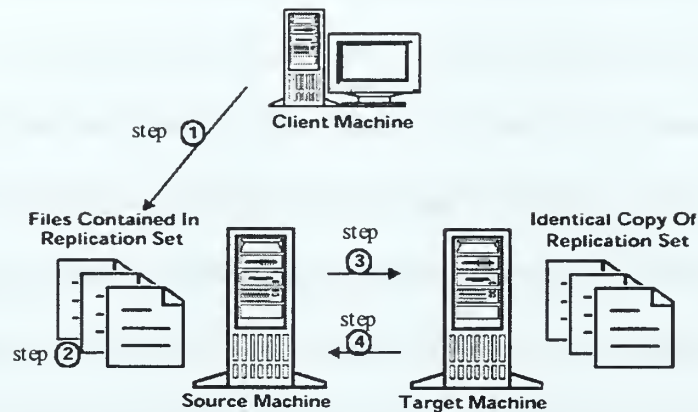 Client Machine
step 1
Files Contained In
Replication Set
step
3
Identical Copy Of
Replication Set
step 2
step
4
Source Machine
Target Machine